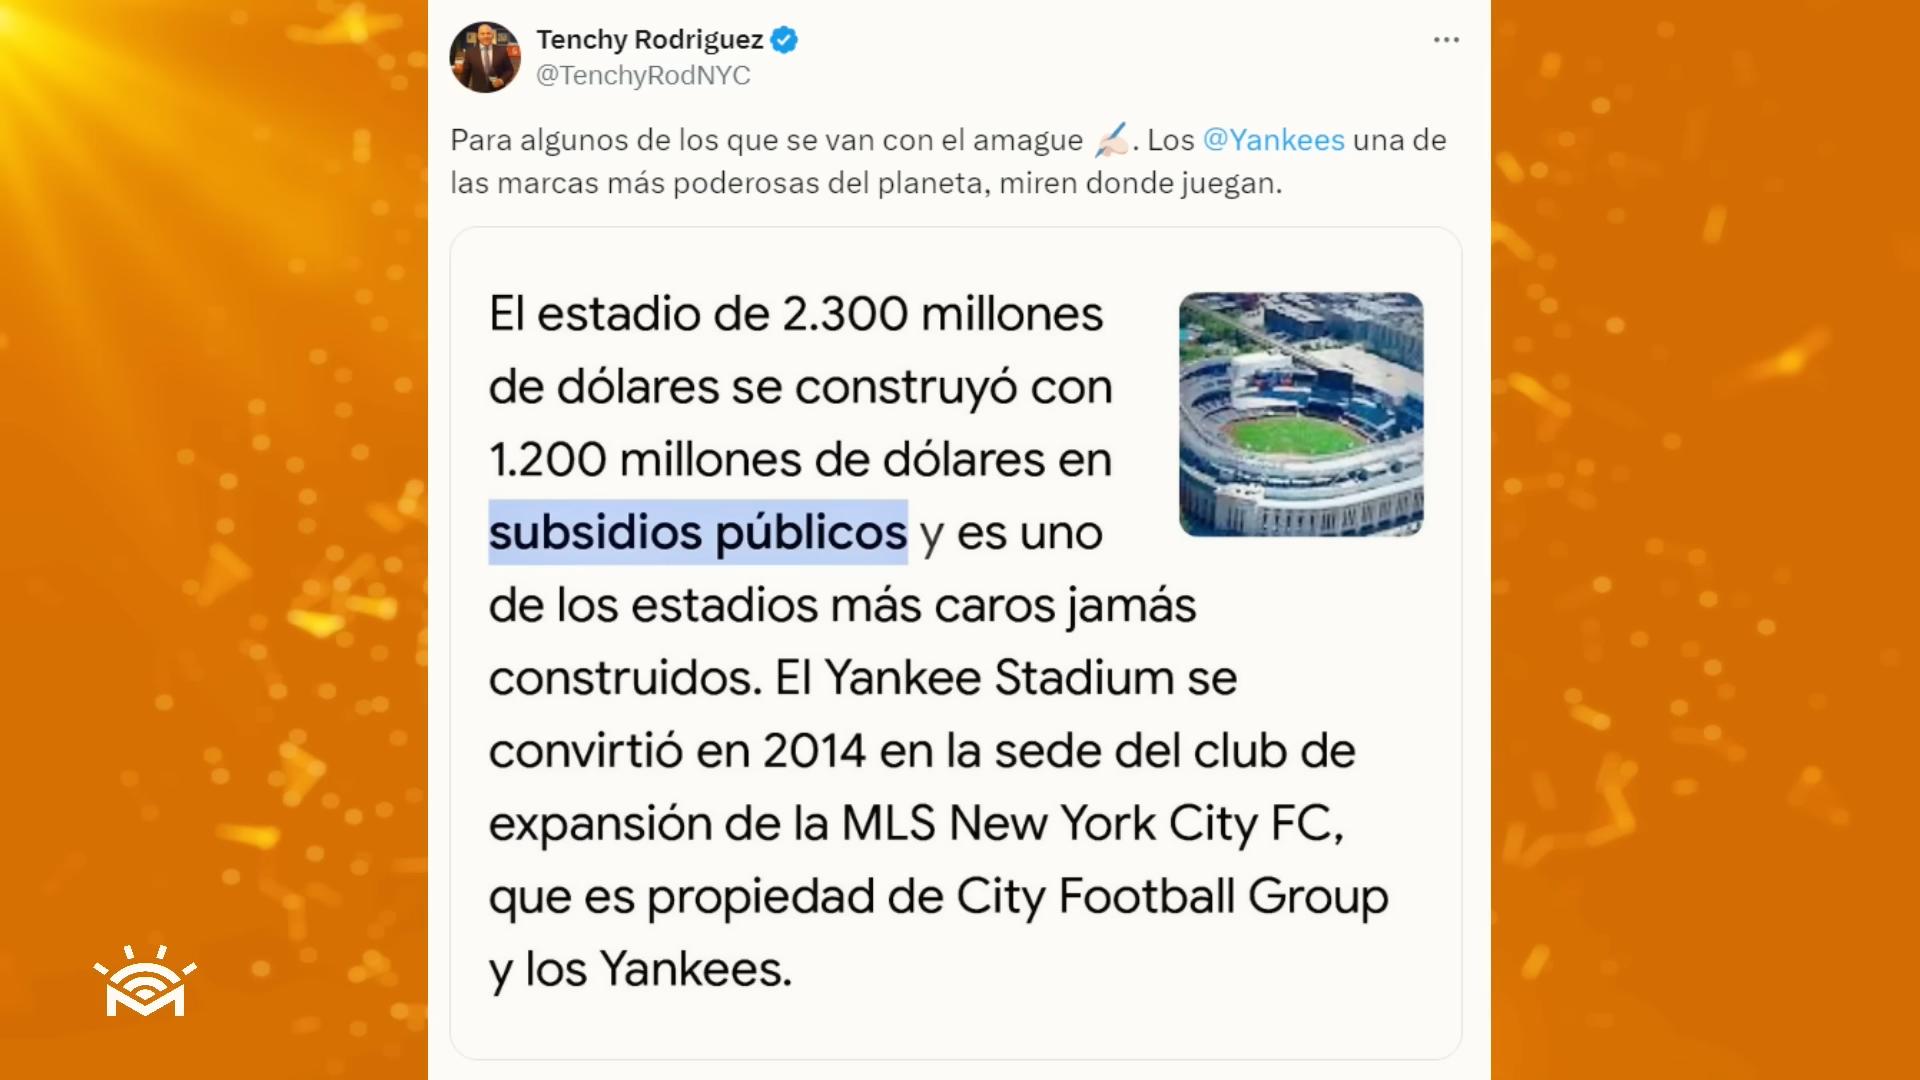 Tenchy Rodriguez
@TenchyRodNYC
Para algunos de los que se van con el amague ✍🏻. Los @Yankees una de
las marcas más poderosas del planeta, miren donde juegan.
El estadio de 2.300 millones
de dólares se construyó con
1.200 millones de dólares en
subsidios públicos y es uno
de los estadios más caros jamás
construidos. El Yankee Stadium se
convirtió en 2014 en la sede del club de
expansión de la MLS New York City FC,
que es propiedad de City Football Group
y los Yankees.